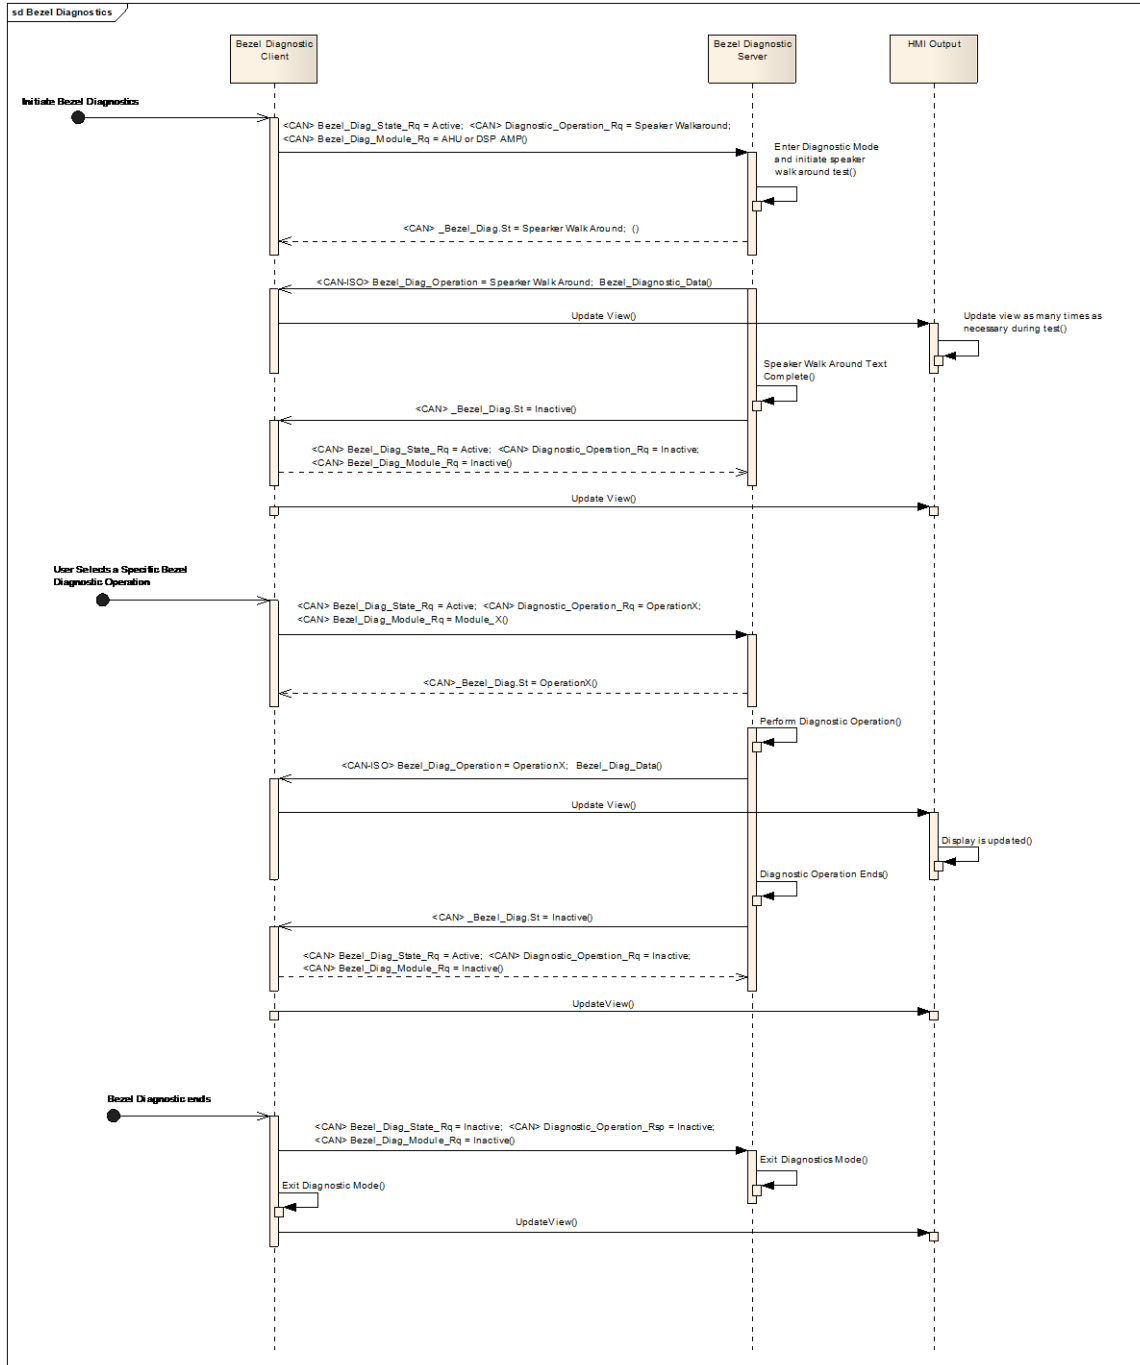 sd Bezel Diagnostics
Bezel Diagnostic
Client
Bezel Diagnostic
Server
HMI Output
Initiate Bezel Diagnostics
<CAN> Bezel_Diag_State_Rq = Active;  <CAN> Diagnostic_Operation_Rq = Speaker Walkaround;
<CAN> Bezel_Diag_Module_Rq = AHU or DSP AMP()
Enter Diagnostic Mode
and initiate speaker
walk around test()
<CAN> _Bezel_Diag.St = Spearker Walk Around;  ()
<CAN-ISO> Bezel_Diag_Operation = Spearker Walk Around;  Bezel_Diagnostic_Data()
Update View()
Update view as many times as
necessary during test()
Speaker Walk Around Text
Complete()
<CAN> _Bezel_Diag.St = Inactive()
<CAN> Bezel_Diag_State_Rq = Active;  <CAN> Diagnostic_Operation_Rq = Inactive;
<CAN> Bezel_Diag_Module_Rq = Inactive()
Update View()
User Selects a Specific Bezel
Diagnostic Operation
<CAN> Bezel_Diag_State_Rq = Active;  <CAN> Diagnostic_Operation_Rq = OperationX;
<CAN> Bezel_Diag_Module_Rq = Module_X()
<CAN>_Bezel_Diag.St = OperationX()
Perform Diagnostic Operation()
<CAN-ISO> Bezel_Diag_Operation = OperationX;  Bezel_Diag_Data()
Update View()
Display is updated()
Diagnostic Operation Ends()
<CAN> _Bezel_Diag.St = Inactive()
<CAN> Bezel_Diag_State_Rq = Active;  <CAN> Diagnostic_Operation_Rq = Inactive;
<CAN> Bezel_Diag_Module_Rq = Inactive()
UpdateView()
Bezel Diagnostic ends
<CAN> Bezel_Diag_State_Rq = Inactive;  <CAN> Diagnostic_Operation_Rsp = Inactive;
<CAN> Bezel_Diag_Module_Rq = Inactive()
Exit Diagnostics Mode()
Exit Diagnostic Mode()
UpdateView()